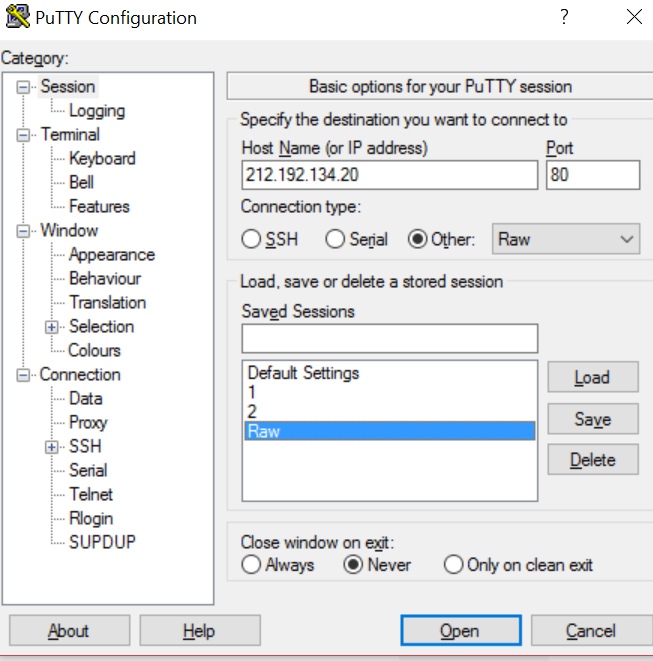 PuTTY Configuration
?
Category:
Session
Logging
Terminal
Keyboard
Bell
Features
Window
Appearance
Behaviour
Translation
Selection
Colours
Connection
Data
Proxy
SSH
Serial
Telnet
Rlogin
SUPDUP
Basic options for your PuTTY session
Specify the destination you want to connect to
Host Name (or IP address) Port
212.192.134.20 80
Connection type:
SSH Serial Other: Raw
Load, save or delete a stored session
Saved Sessions
Default Settings
1
2
Raw
Load
Save
Delete
Close window on exit:
Always Never Only on clean exit
About Help Open Cancel